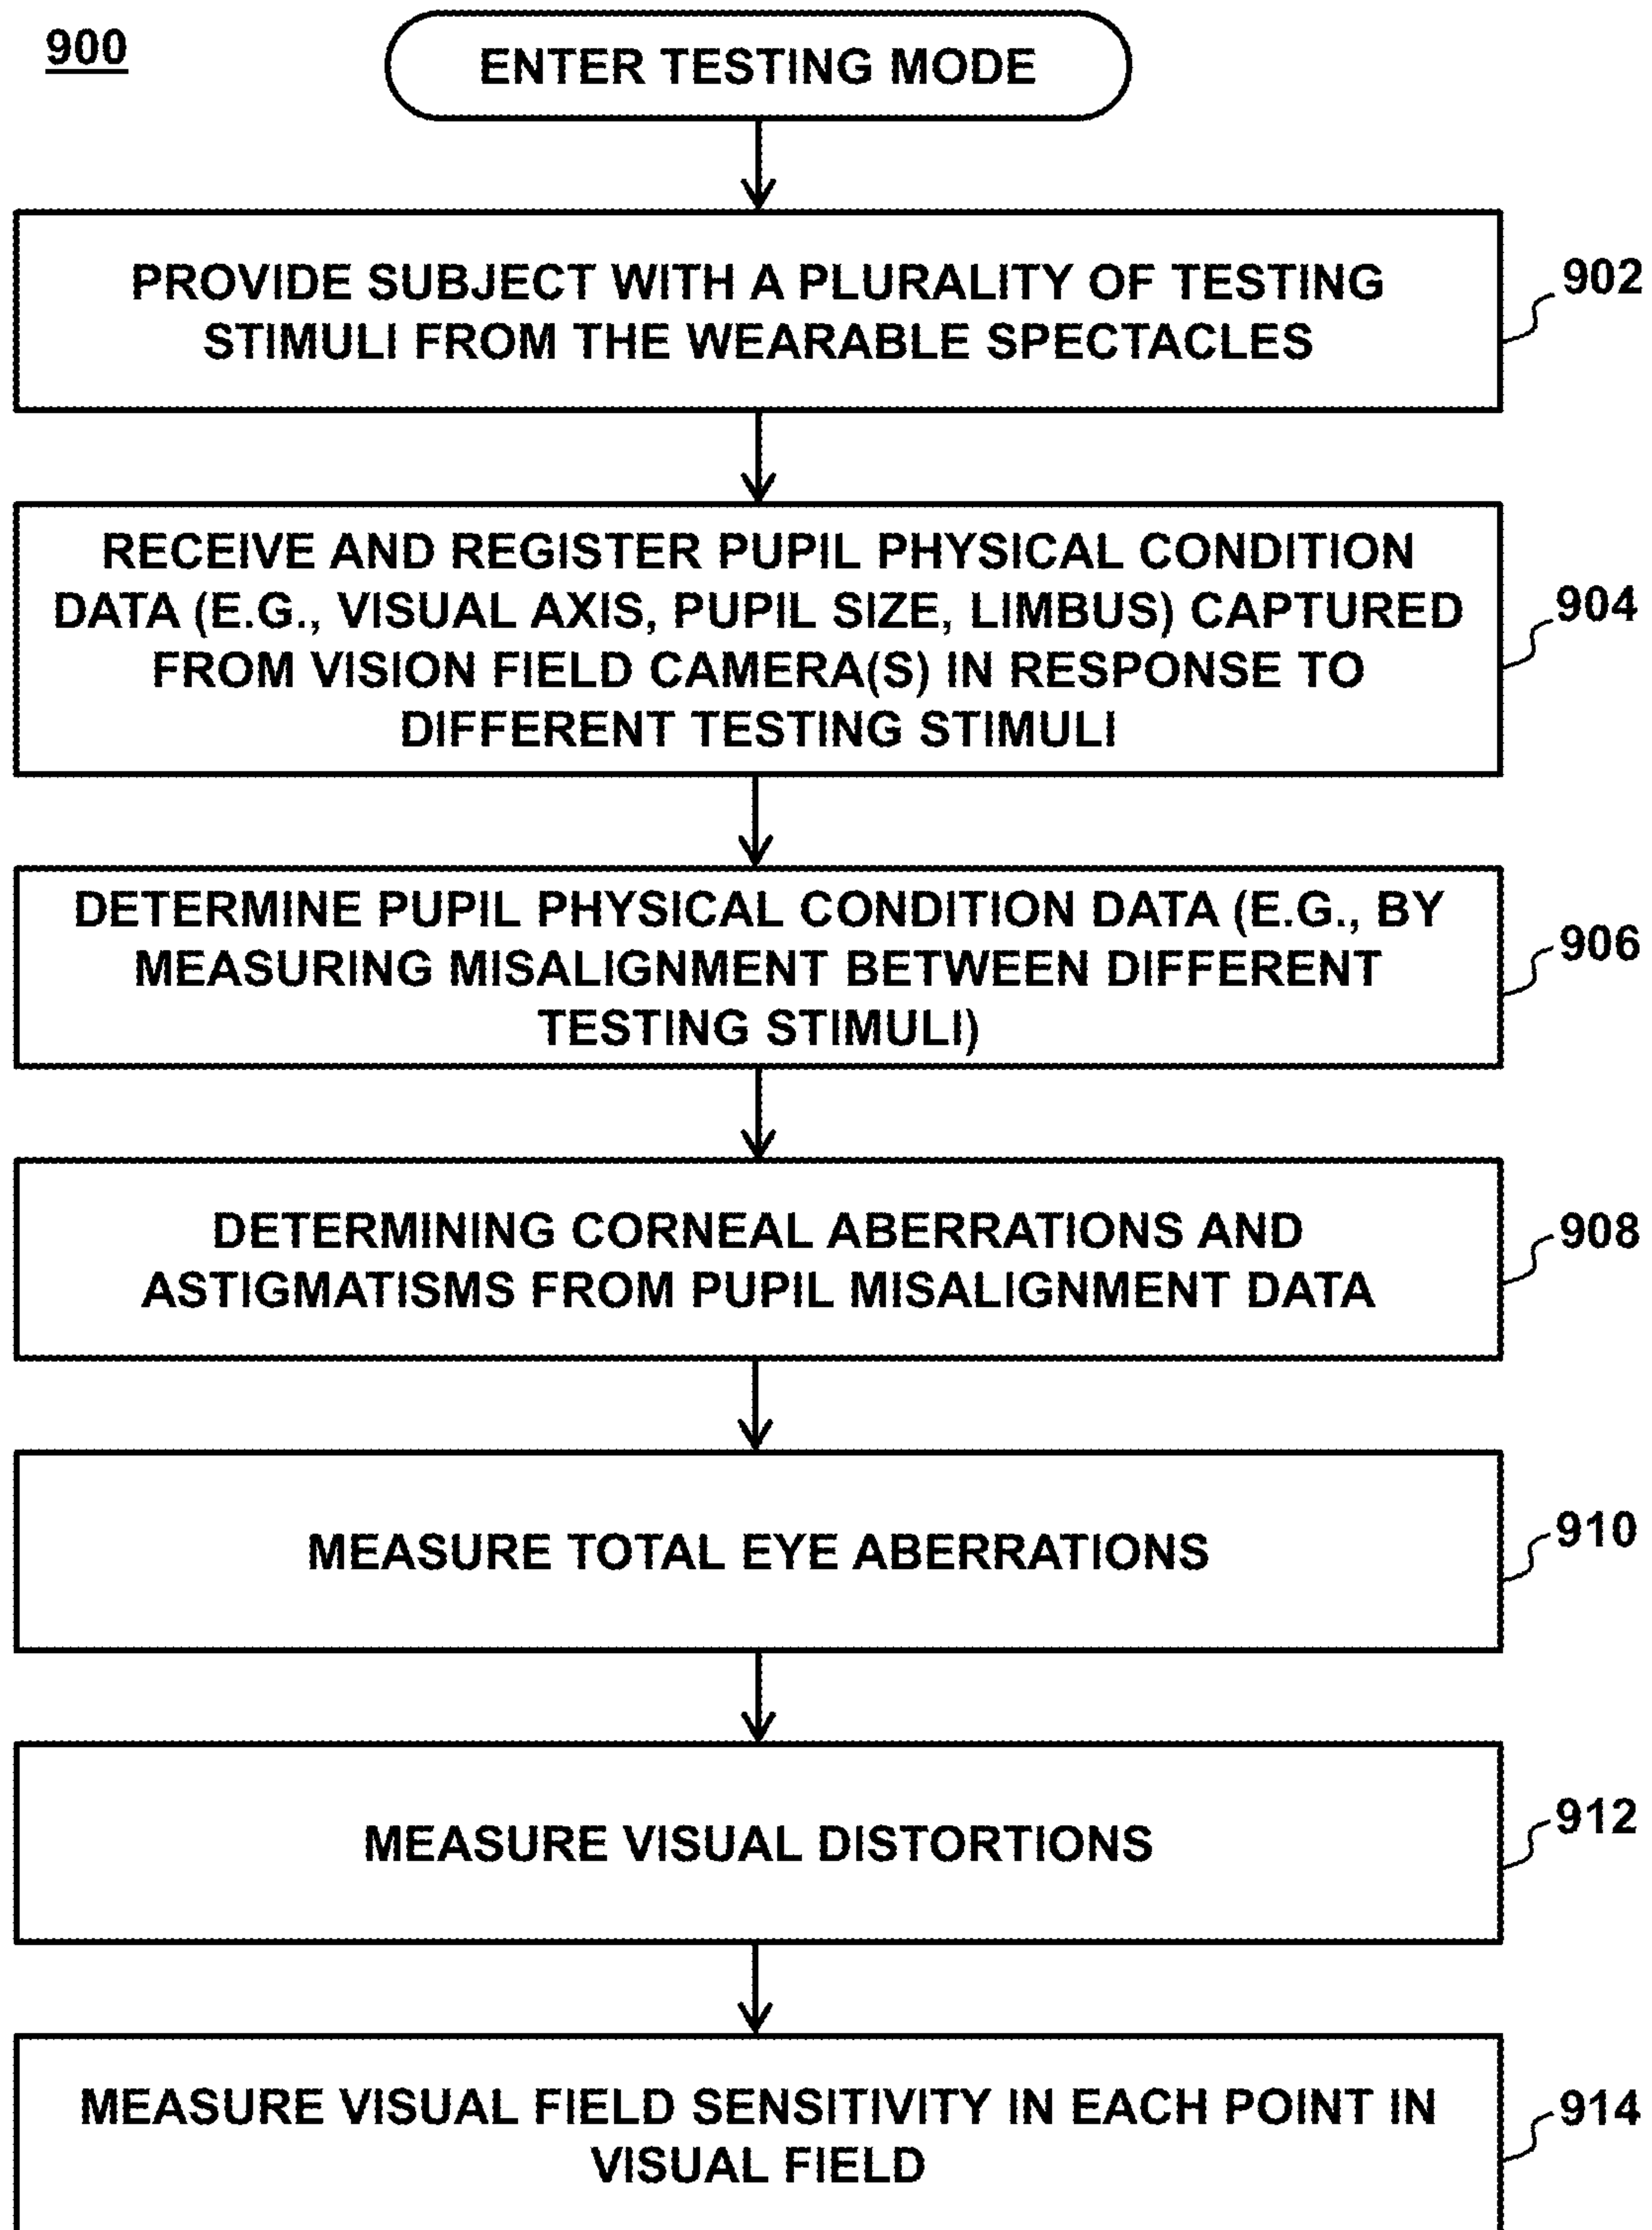 900
ENTER TESTING MODE
PROVIDE SUBJECT WITH A PLURALITY OF TESTING
STIMULI FROM THE WEARABLE SPECTACLES
902
RECEIVE AND REGISTER PUPIL PHYSICAL CONDITION
DATA (E.G., VISUAL AXIS, PUPIL SIZE, LIMBUS) CAPTURED
FROM VISION FIELD CAMERA(S) IN RESPONSE TO
DIFFERENT TESTING STIMULI
904
DETERMINE PUPIL PHYSICAL CONDITION DATA (E.G., BY
MEASURING MISALIGNMENT BETWEEN DIFFERENT
TESTING STIMULI)
906
DETERMINING CORNEAL ABERRATIONS AND
ASTIGMATISMS FROM PUPIL MISALIGNMENT DATA
908
MEASURE TOTAL EYE ABERRATIONS
910
MEASURE VISUAL DISTORTIONS
912
MEASURE VISUAL FIELD SENSITIVITY IN EACH POINT IN
VISUAL FIELD
914